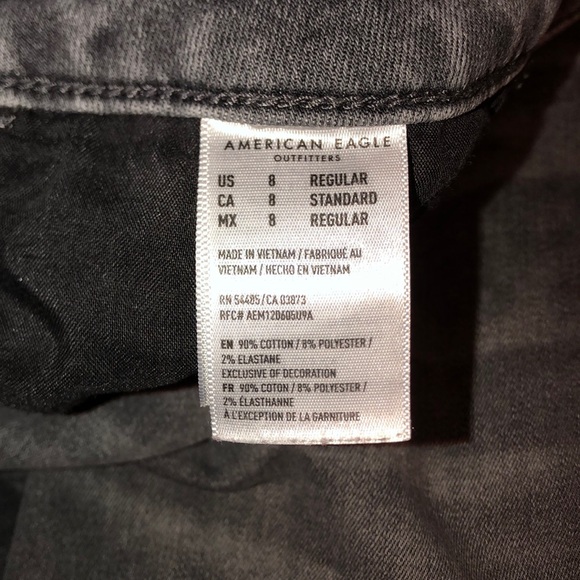 AMERICAN EAGLE
OUTFITTERS
US 8 REGULAR
CA 8 STANDARD
MX 8 REGULAR
MADE IN VIETNAM / FABRIQUÉ AU
VIETNAM / HECHO EN VIETNAM
RN 54485/CA 03873
RFC# AEM120605U9A
EN 90% COTTON / 8% POLYESTER /
2% ELASTANE
EXCLUSIVE OF DECORATION
FR 90% COTON / 8% POLYESTER /
2% ÉLASTHANNE
À L'EXCEPTION DE LA GARNITURE